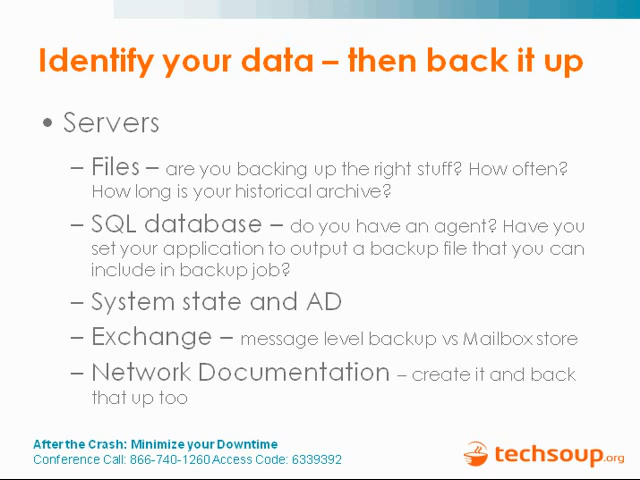 Identify your data – then back it up
• Servers
– Files – are you backing up the right stuff? How often?
How long is your historical archive?
– SQL database – do you have an agent? Have you
set your application to output a backup file that you can
include in backup job?
– System state and AD
– Exchange – message level backup vs Mailbox store
– Network Documentation – create it and back
that up too
After the Crash: Minimize your Downtime
Conference Call: 866-740-1260 Access Code: 6339392
techsoup.org